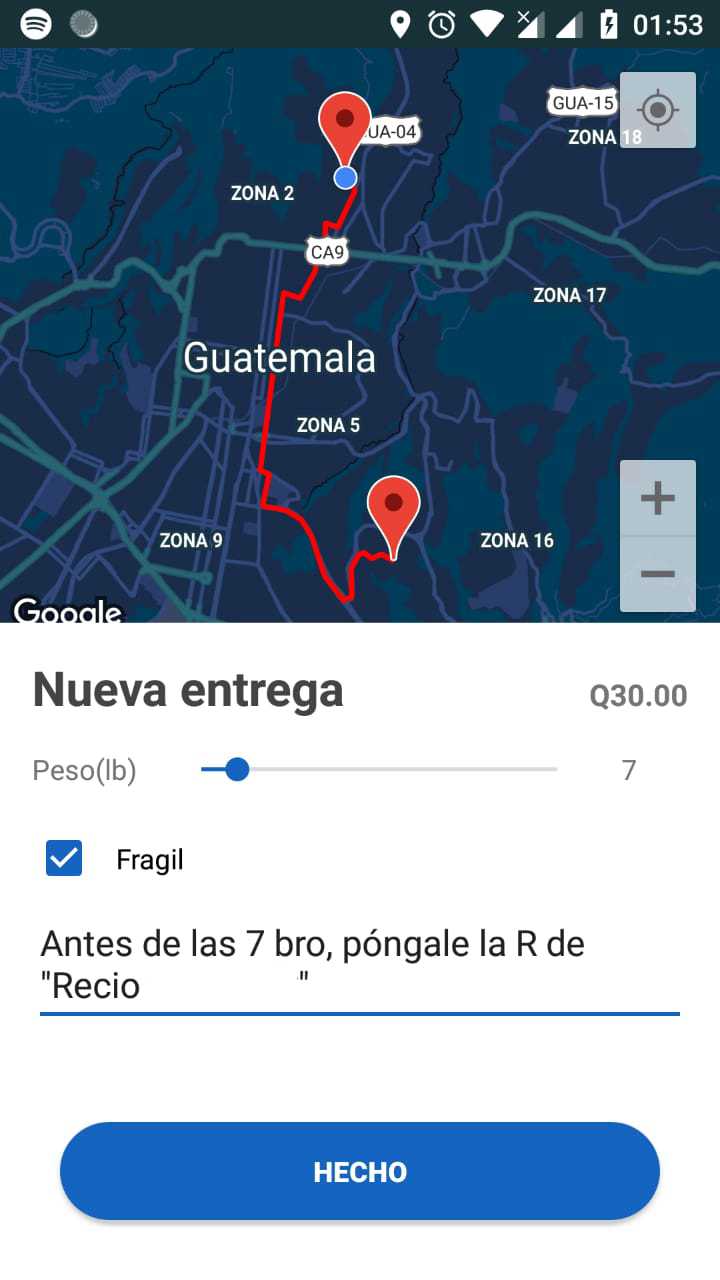 01:53
GUA-15
ZONA 18
UA-04
ZONA 2
CA9
ZONA 17
Guatemala
ZONA 5
ZONA 9
ZONA 16
Google
Nueva entrega
Q30.00
Peso(lb)
7
Fragil
Antes de las 7 bro, póngale la R de
"Recio "
HECHO